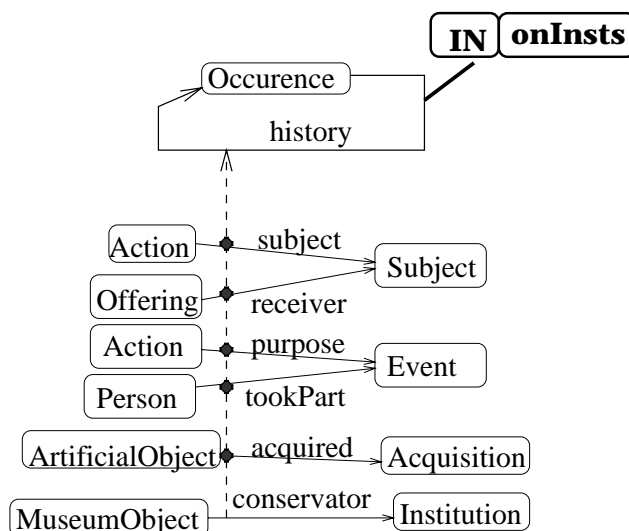 IN onInsts
Occurence
history
Action subject
Subject
Offering receiver
Action purpose
Event
Person tookPart
ArtificialObject acquired Acquisition
MuseumObject conservator Institution